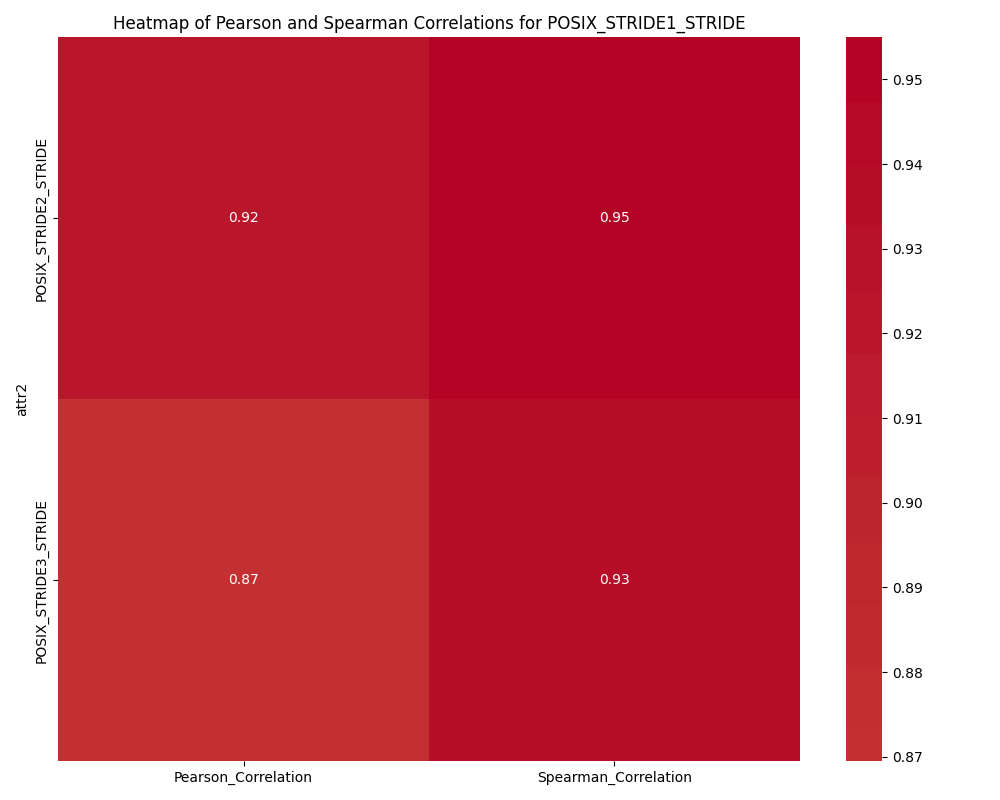 Heatmap of Pearson and Spearman Correlations for POSIX_STRIDE1_STRIDE
attr2
POSIX_STRIDE2_STRIDE
POSIX_STRIDE3_STRIDE
0.92
0.95
0.87
0.93
Pearson_Correlation
Spearman_Correlation
0.95
0.94
0.93
0.92
0.91
0.90
0.89
0.88
0.87